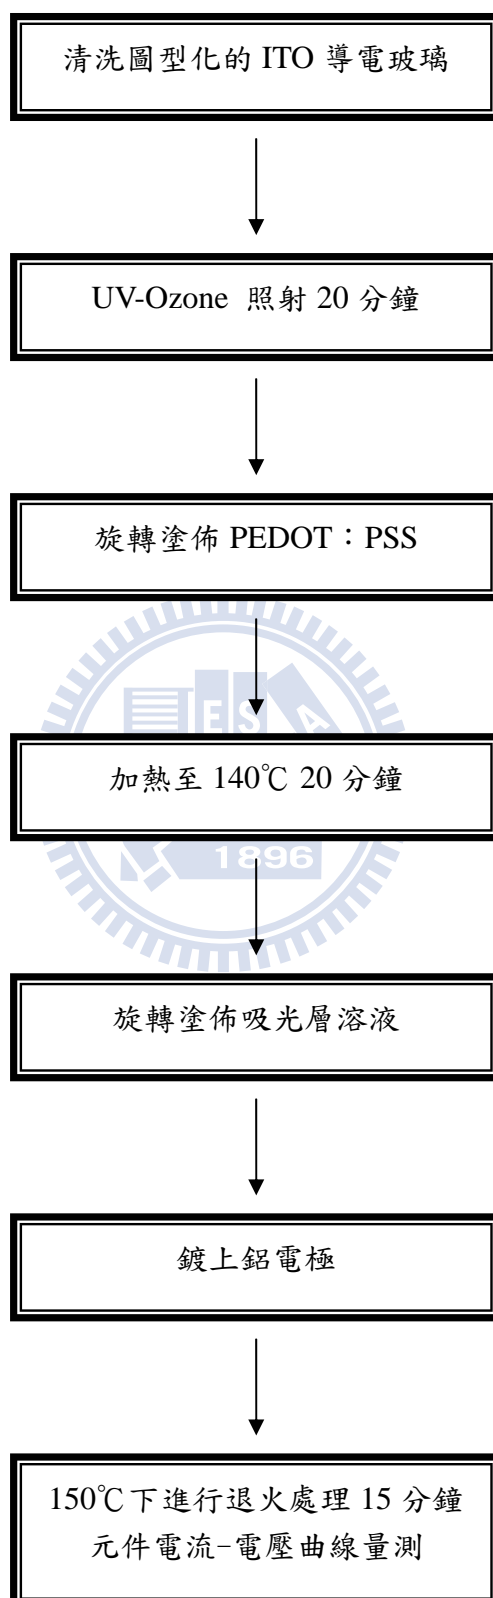 清洗圖型化的 ITO 導電玻璃
UV-Ozone 照射 20 分鐘
旋轉塗佈 PEDOT：PSS
ES
A
加熱至 140℃ 20 分鐘
1896
旋轉塗佈吸光層溶液
鍍上鋁電極
150℃下進行退火處理 15 分鐘
元件電流-電壓曲線量測